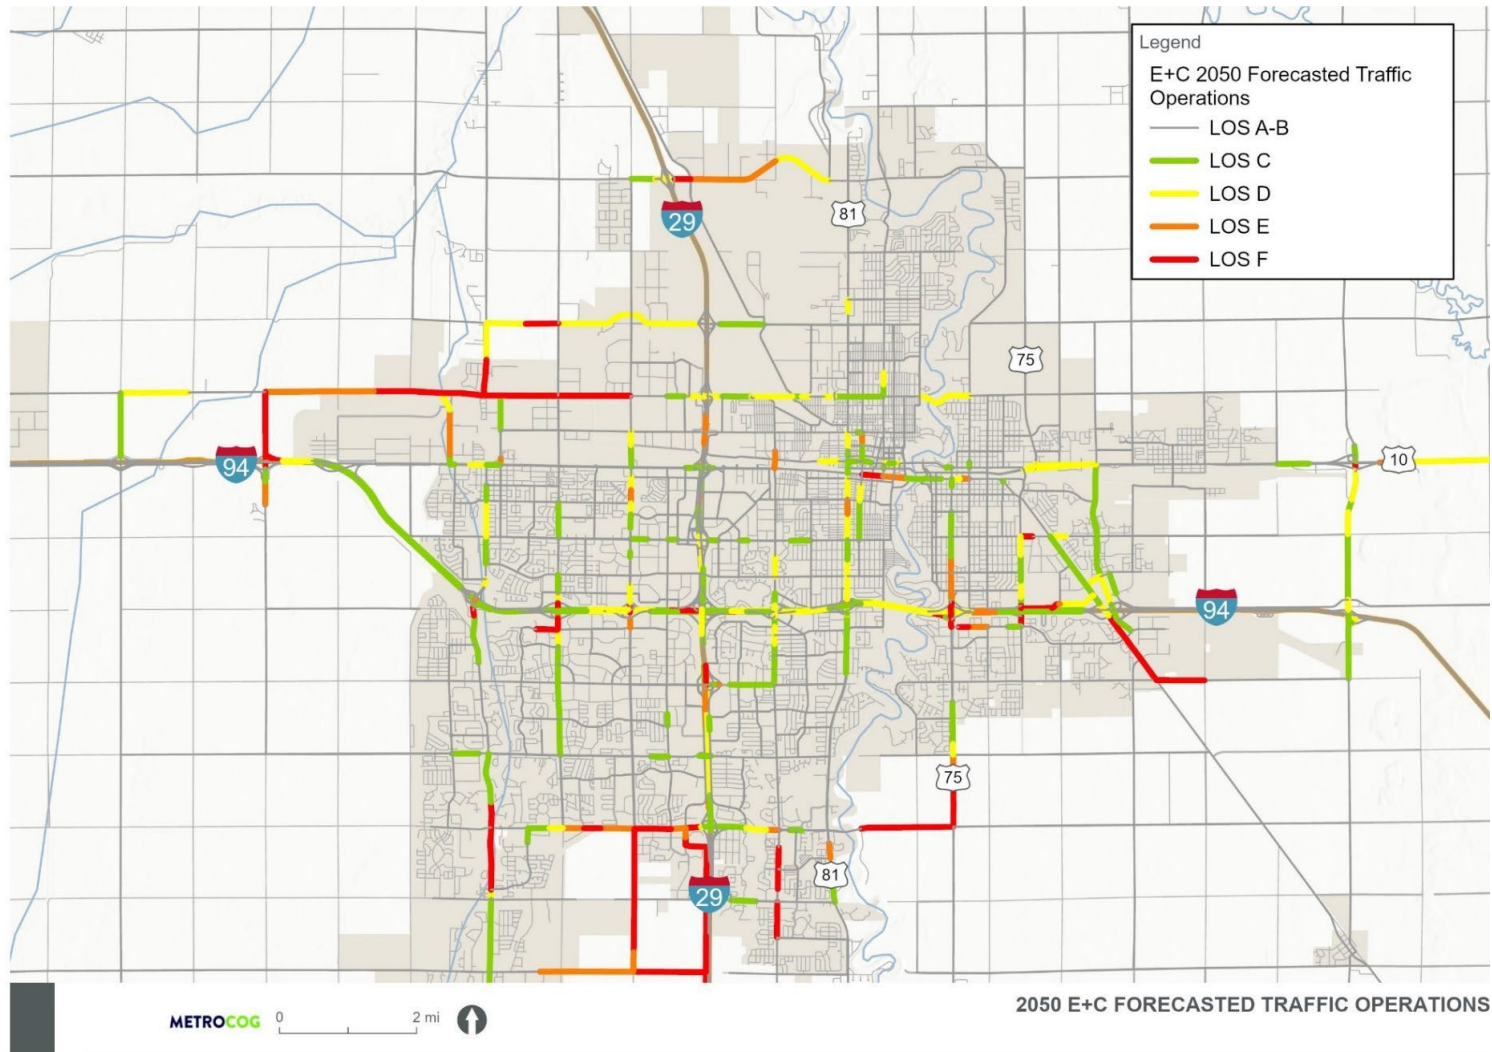 Legend
E+C 2050 Forecasted Traffic
Operations
LOS A-B
LOS C
LOS D
LOS E
LOS F
29
81
75
94
10
94
75
81
29
METROCOG
0
2 mi
2050 E+C FORECASTED TRAFFIC OPERATIONS